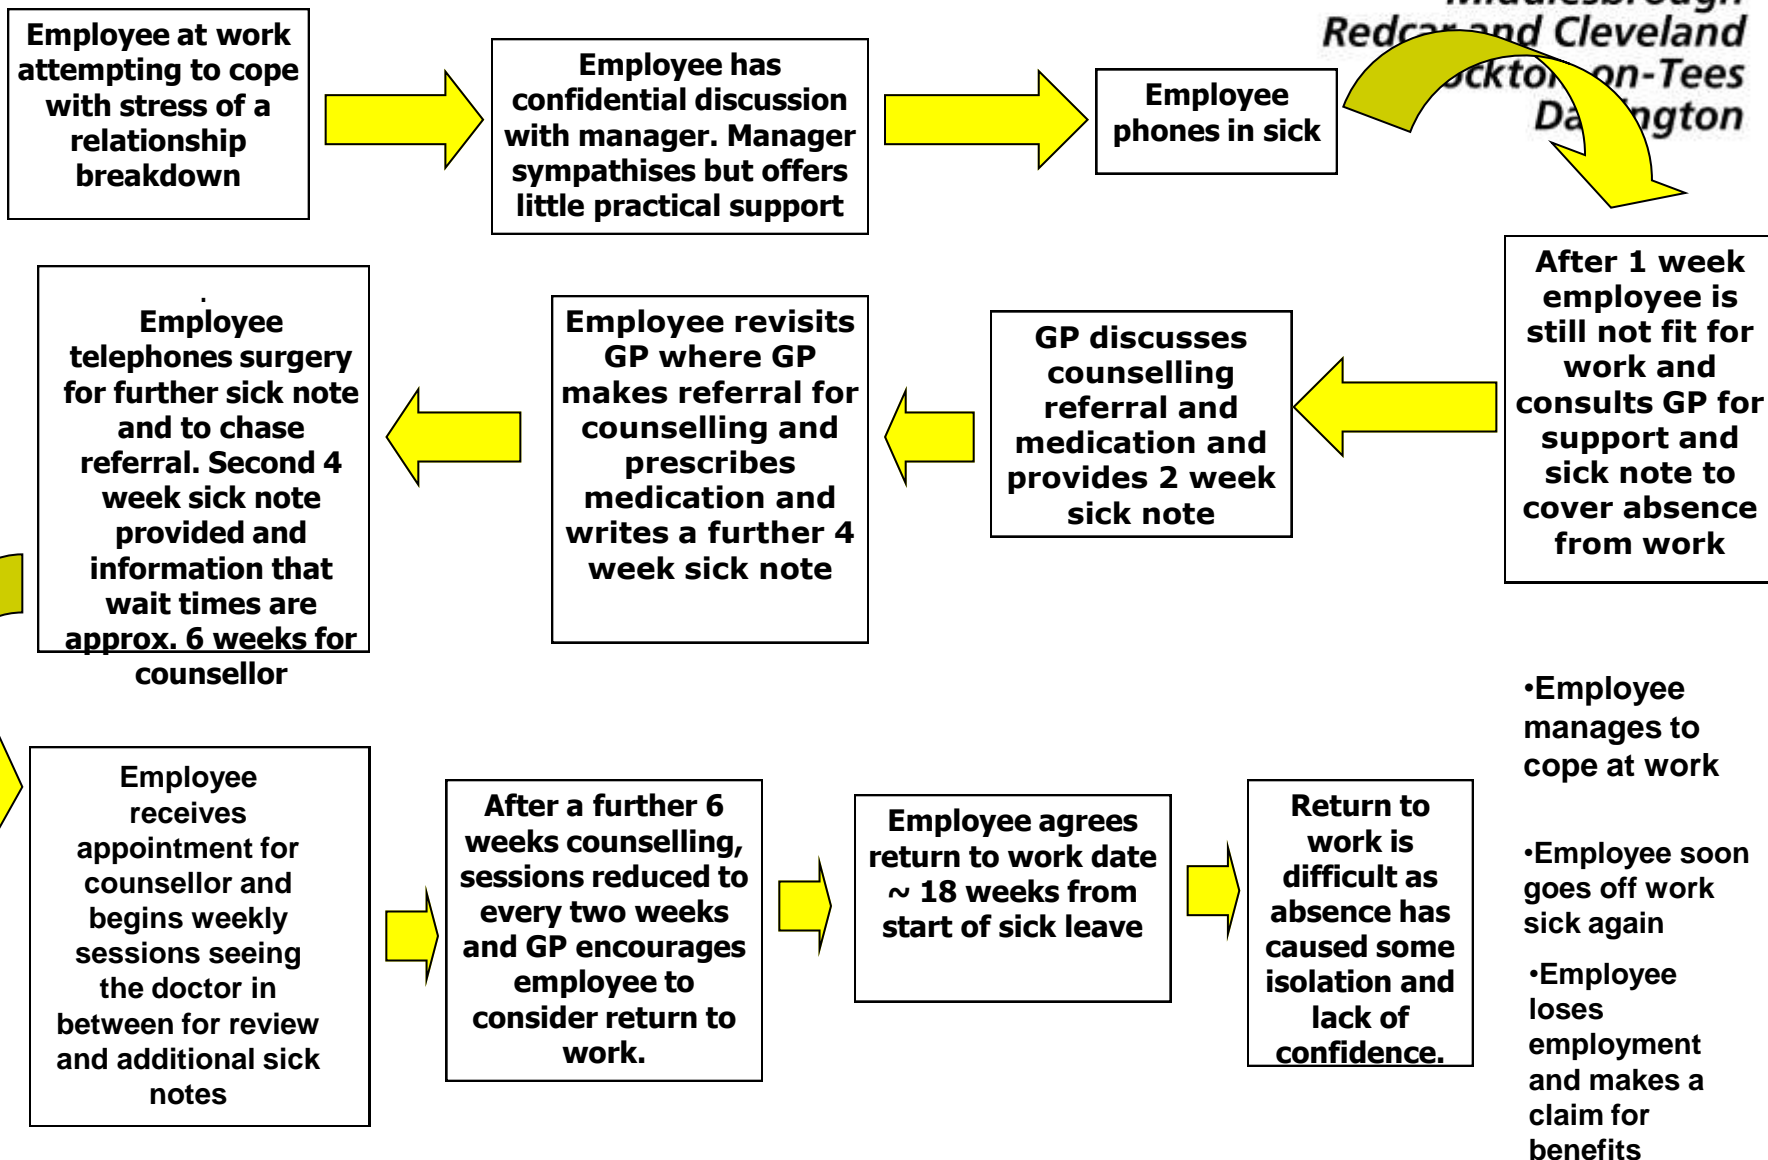 Middlesbrough
Redcar and Cleveland
Stockton-on-Tees
Darlington
Employee at work
attempting to cope
with stress of a
relationship
breakdown
Employee has
confidential discussion
with manager. Manager
sympathises but offers
little practical support
Employee
phones in sick
After 1 week
employee is
still not fit for
work and
consults GP for
support and
sick note to
cover absence
from work
GP discusses
counselling
referral and
medication and
provides 2 week
sick note
Employee revisits
GP where GP
makes referral for
counselling and
prescribes
medication and
writes a further 4
week sick note
.
Employee
telephones surgery
for further sick note
and to chase
referral. Second 4
week sick note
provided and
information that
wait times are
approx. 6 weeks for
counsellor
Employee
receives
appointment for
counsellor and
begins weekly
sessions seeing
the doctor in
between for review
and additional sick
notes
After a further 6
weeks counselling,
sessions reduced to
every two weeks
and GP encourages
employee to
consider return to
work.
Employee agrees
return to work date
~ 18 weeks from
start of sick leave
Return to
work is
difficult as
absence has
caused some
isolation and
lack of
confidence.
•Employee
manages to
cope at work
•Employee soon
goes off work
sick again
•Employee
loses
employment
and makes a
claim for
benefits